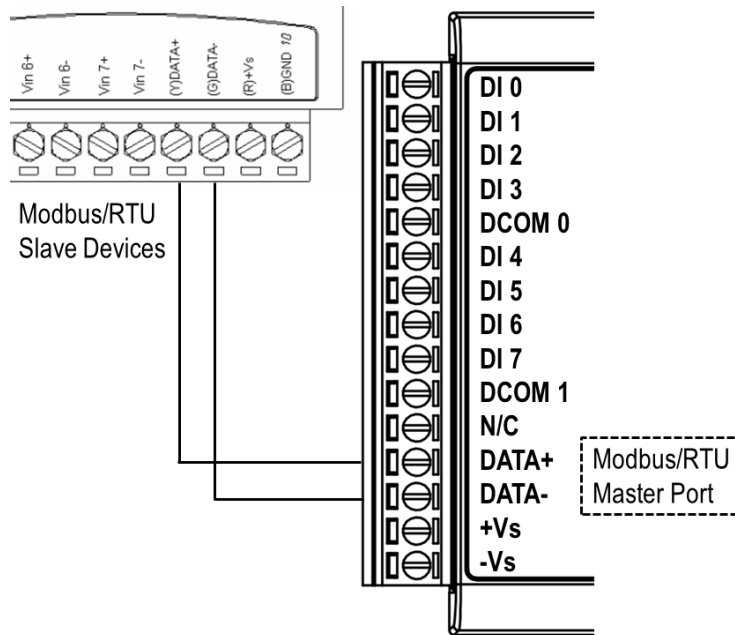 Vin 6+
Vin 6-
Vin 7+
Vin 7-
(Y)DATA+
(G)DATA-
(R)+Vs
(B)GND 10
Modbus/RTU
Slave Devices
DI 0
DI 1
DI 2
DI 3
DCOM 0
DI 4
DI 5
DI 6
DI 7
DCOM 1
N/C
DATA+
DATA-
+Vs
-Vs
Modbus/RTU
Master Port